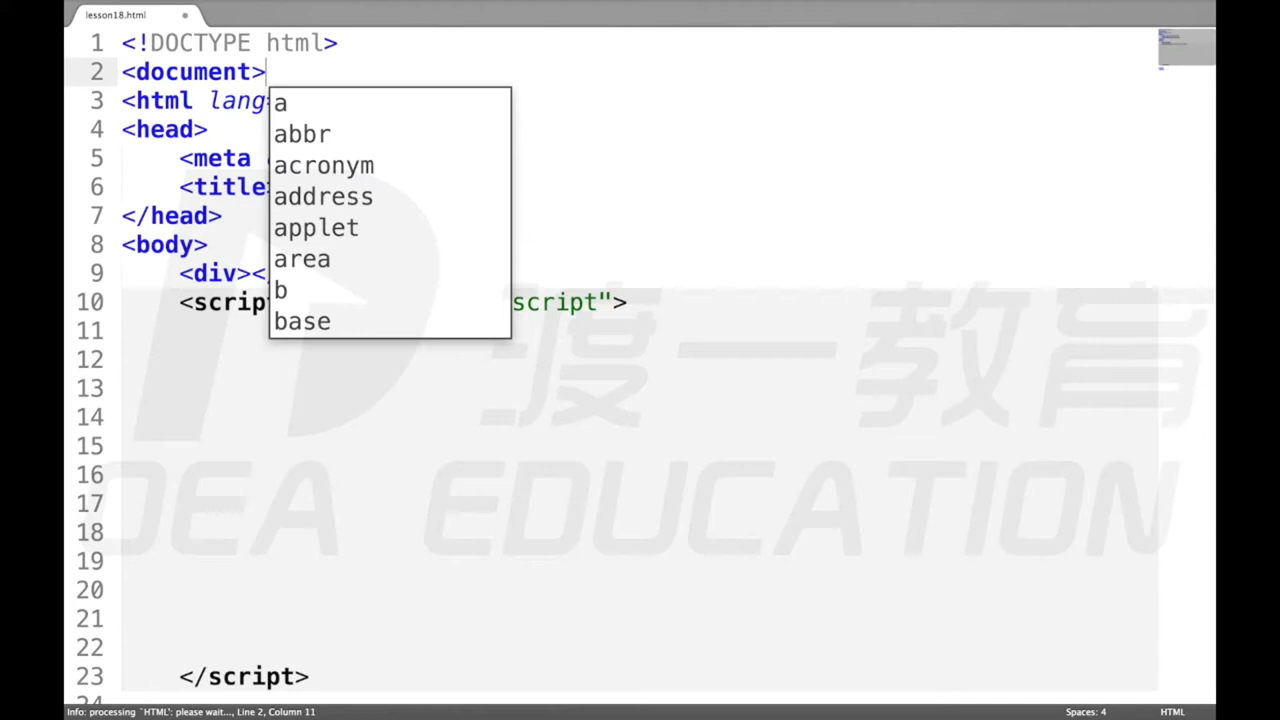 lesson18.html
1 <!DOCTYPE html>
2 <document>
3 <html lang
4 <head>
5 <meta
6 <title
7 </head>
8 <body>
9 <div><
10 <scrip script">
11
12
13
14
15
16
17
18
19
20
21
22
23 </script>
a
abbr
acronym
address
applet
area
b
base
渡一教育
DEA EDUCATION
Info: processing `HTML': please wait..., Line 2, Column 11
Spaces: 4
HTML